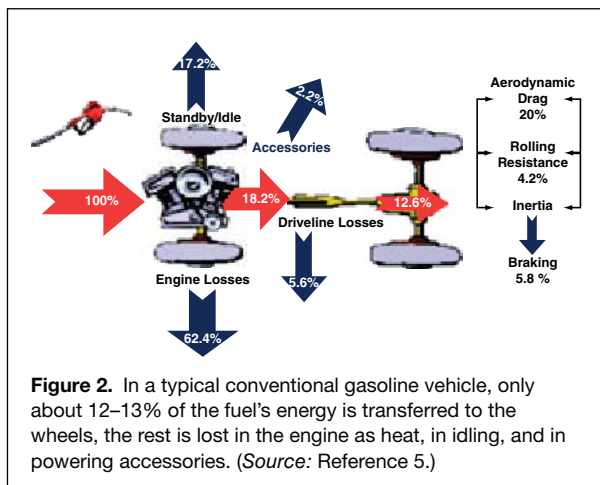 17.2%
Standby/Idle
2.2%
Accessories
100%
18.2%
Driveline Losses
12.6%
Engine Losses
5.6%
62.4%
Aerodynamic
Drag
20%
Rolling
Resistance
4.2%
Inertia
Braking
5.8 %
Figure 2. In a typical conventional gasoline vehicle, only
about 12–13% of the fuel’s energy is transferred to the
wheels, the rest is lost in the engine as heat, in idling, and in
powering accessories. (Source: Reference 5.)